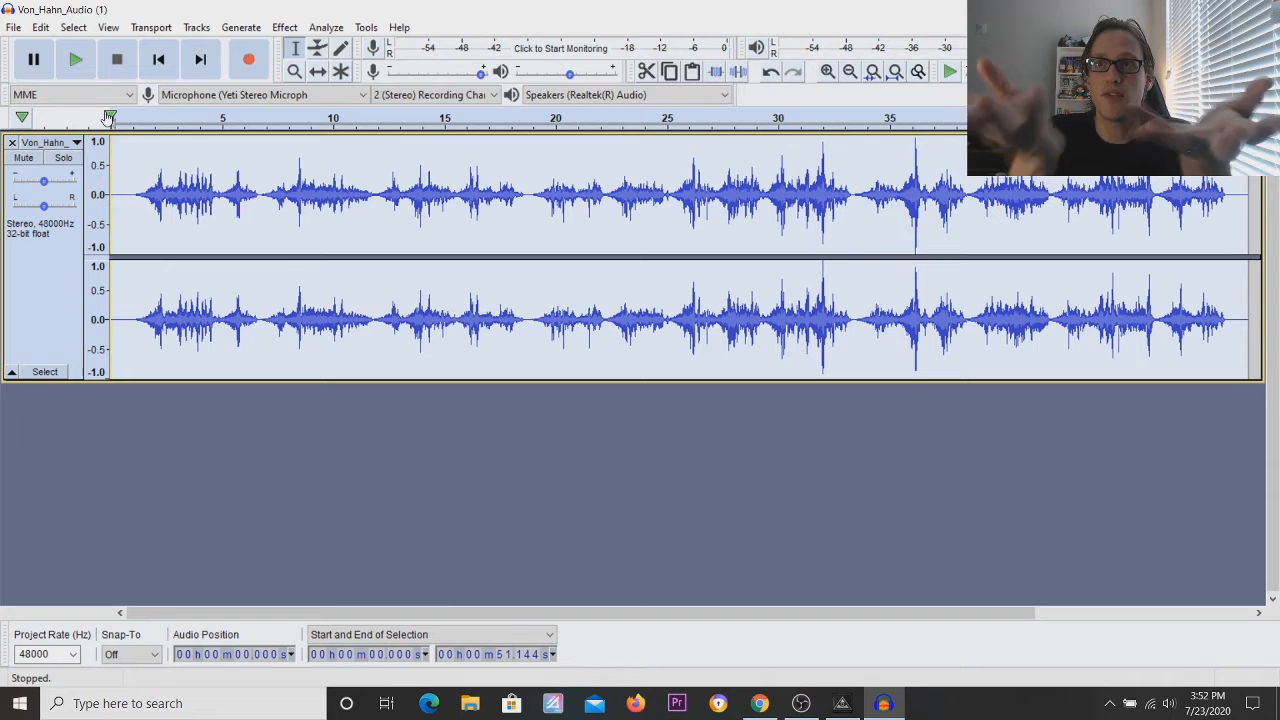 Von_Hahn_Audio (1)
File Edit Select View Transport Tracks Generate Effect Analyze Tools Help
L R -54 -48 -42 Click to Start Monitoring -18 -12 -6 0 L R -54 -48 -42 -36 -30
MME Microphone (Yeti Stereo Microph 2 (Stereo) Recording Chan Speakers (Realtek(R) Audio)
5 10 15 20 25 30 35
Von_Hahn_
Mute Solo
- +
L R
Stereo, 48000Hz
32-bit float
Select
1.0
0.5
0.0
-0.5
-1.0
1.0
0.5
0.0
-0.5
-1.0
Project Rate (Hz) Snap-To Audio Position Start and End of Selection
48000 Off 00 h 00 m 00.000 s 00 h 00 m 00.000 s 00 h 00 m 51.144 s
Stopped.
Type here to search
Pr
3:52 PM
7/23/2020